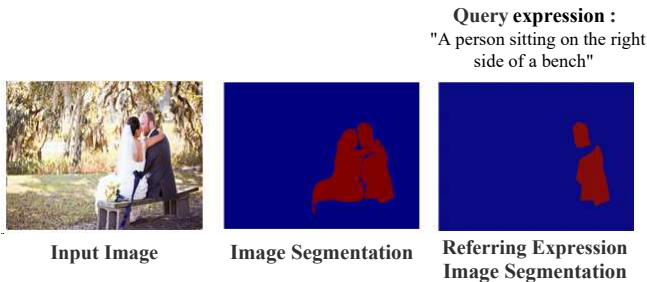 Query expression :
"A person sitting on the right
side of a bench"
Input Image
Image Segmentation
Referring Expression
Image Segmentation